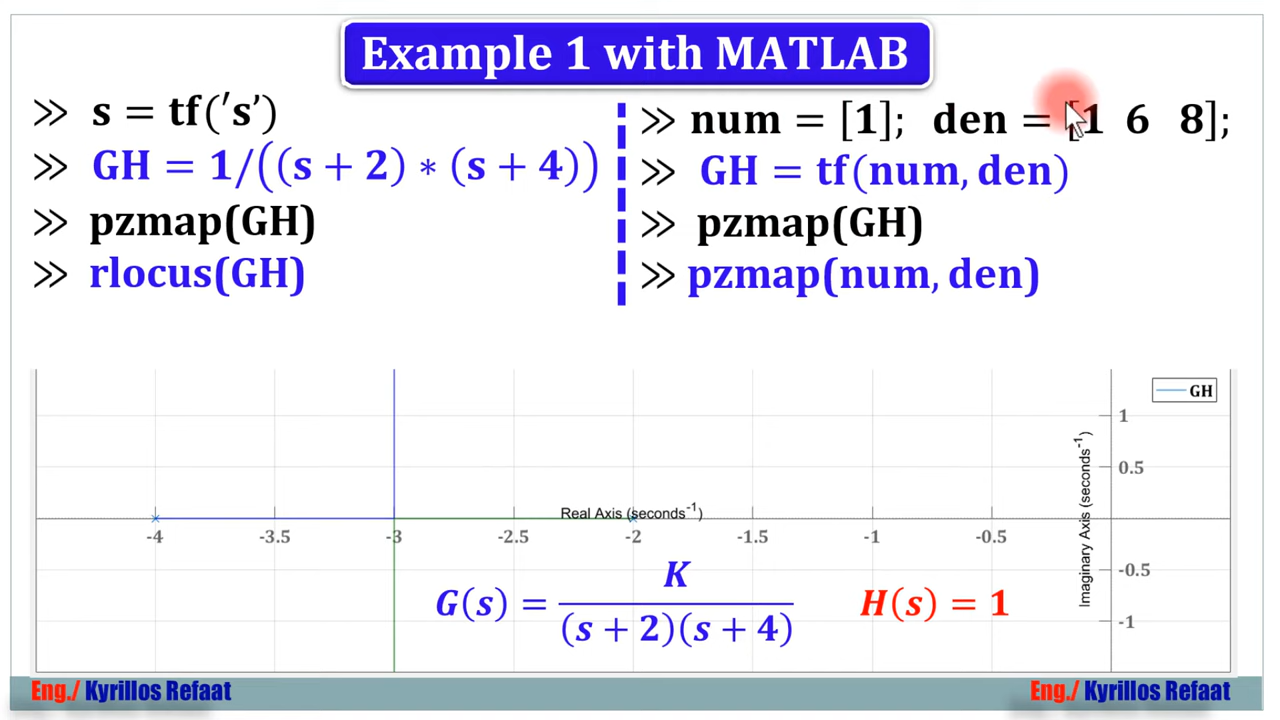 Example 1 with MATLAB
≫ s = tf('s’)
≫ GH = 1/((s + 2) ∗ (s + 4))
≫ pzmap(GH)
≫ rlocus(GH)
≫ num = [1]; den = [1 6 8];
≫ GH = tf(num, den)
≫ pzmap(GH)
≫ pzmap(num, den)
GH
1
0.5
-0.5
-1
Imaginary Axis (seconds⁻¹)
Real Axis (seconds⁻¹)
-4 -3.5 -3 -2.5 -2 -1.5 -1 -0.5
G(s) = K / (s + 2)(s + 4)
H(s) = 1
Eng./ Kyrillos Refaat
Eng./ Kyrillos Refaat